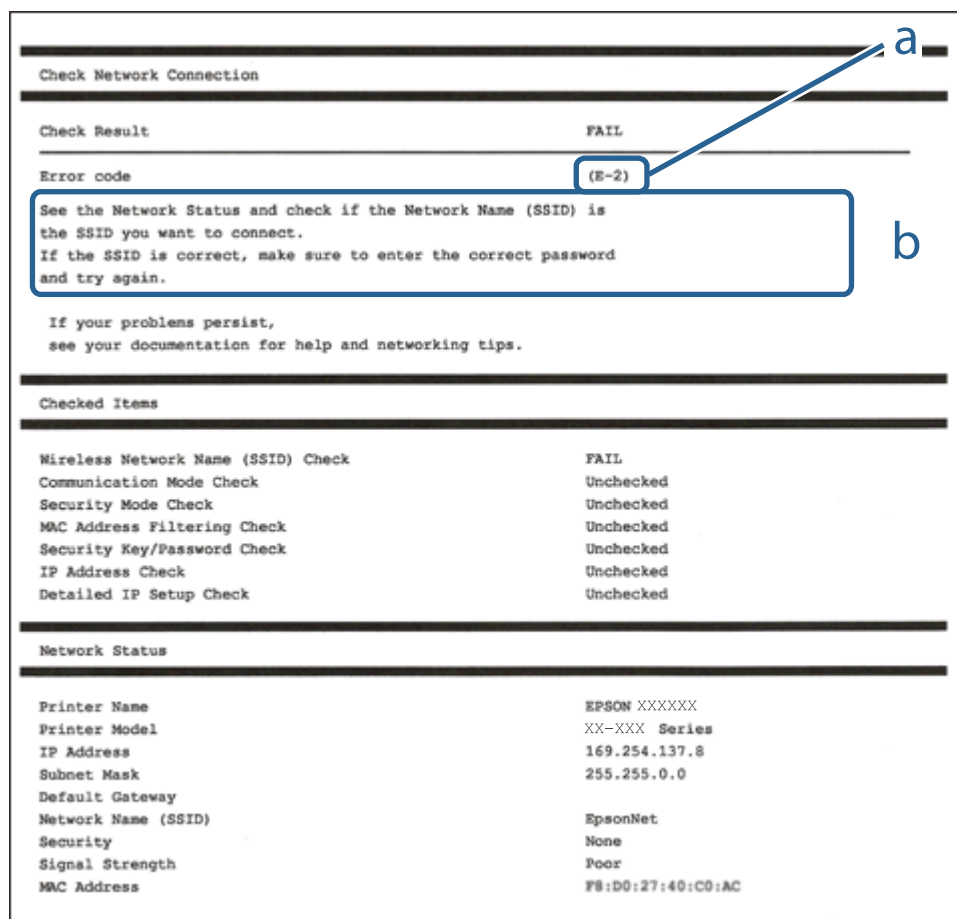 a
Check Network Connection
Check Result FAIL
Error code (E-2)
See the Network Status and check if the Network Name (SSID) is
the SSID you want to connect.
If the SSID is correct, make sure to enter the correct password
and try again.
b
If your problems persist,
see your documentation for help and networking tips.
Checked Items
Wireless Network Name (SSID) Check FAIL
Communication Mode Check Unchecked
Security Mode Check Unchecked
MAC Address Filtering Check Unchecked
Security Key/Password Check Unchecked
IP Address Check Unchecked
Detailed IP Setup Check Unchecked
Network Status
Printer Name EPSON XXXXXX
Printer Model XX-XXX Series
IP Address 169.254.137.8
Subnet Mask 255.255.0.0
Default Gateway
Network Name (SSID) EpsonNet
Security None
Signal Strength Poor
MAC Address F8:D0:27:40:C0:AC